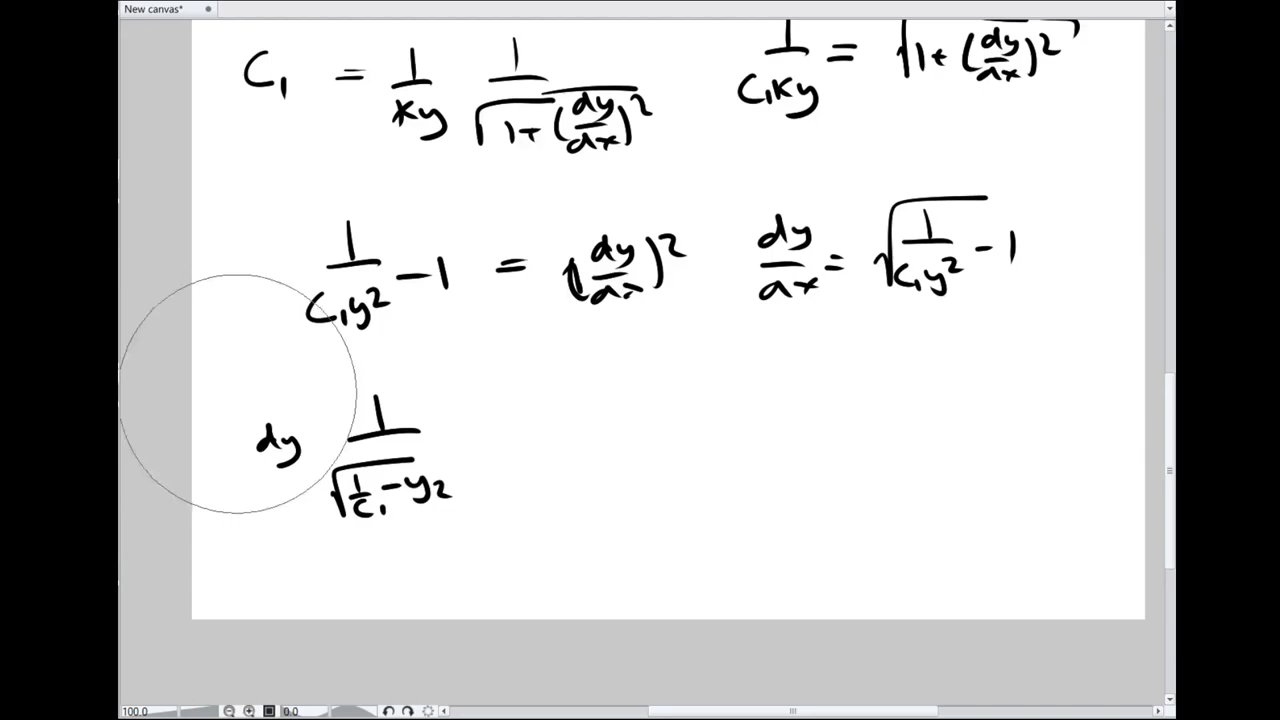 New canvas*
C₁ = 1/(ky) 1/√(1+(dy/dx)²)    1/(C₁ky) = √(1+(dy/dx)²)
1/(C₁y²) - 1 = (dy/dx)²    dy/dx = √(1/(C₁y²) - 1)
dy 1/√(1/C₁ - y2)
100.0    0.0